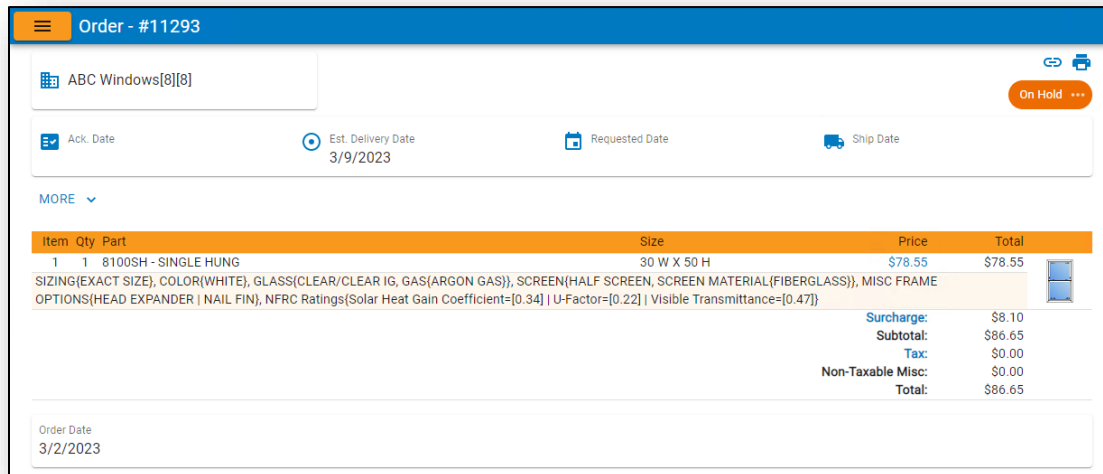 Order - #11293
ABC Windows[8][8]
On Hold ···
Ack. Date
Est. Delivery Date
3/9/2023
Requested Date
Ship Date
MORE
Item Qty Part Size Price Total
1 1 8100SH - SINGLE HUNG 30 W X 50 H $78.55 $78.55
SIZING{EXACT SIZE}, COLOR{WHITE}, GLASS{CLEAR/CLEAR IG, GAS{ARGON GAS}}, SCREEN{HALF SCREEN, SCREEN MATERIAL{FIBERGLASS}}, MISC FRAME
OPTIONS{HEAD EXPANDER | NAIL FIN}, NFRC Ratings{Solar Heat Gain Coefficient=[0.34] | U-Factor=[0.22] | Visible Transmittance=[0.47]}
Surcharge: $8.10
Subtotal: $86.65
Tax: $0.00
Non-Taxable Misc: $0.00
Total: $86.65
Order Date
3/2/2023